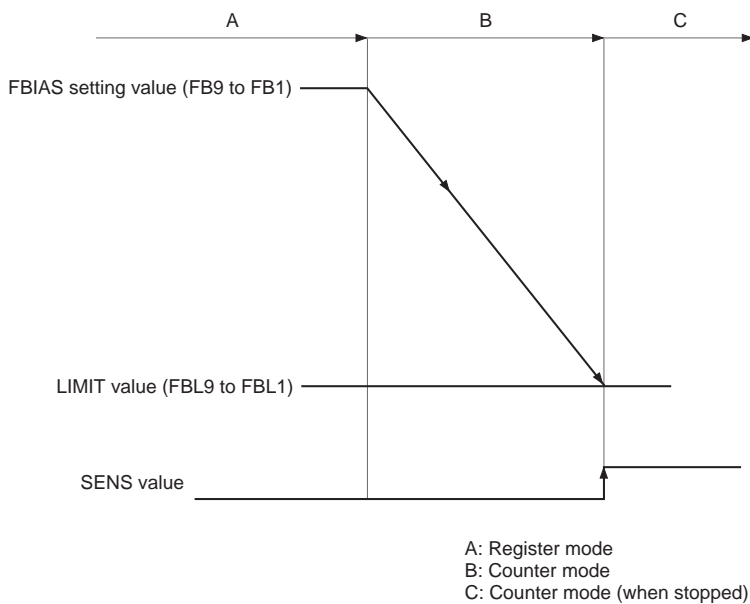 A
B
C
FBIAS setting value (FB9 to FB1)
LIMIT value (FBL9 to FBL1)
SENS value
A: Register mode
B: Counter mode
C: Counter mode (when stopped)